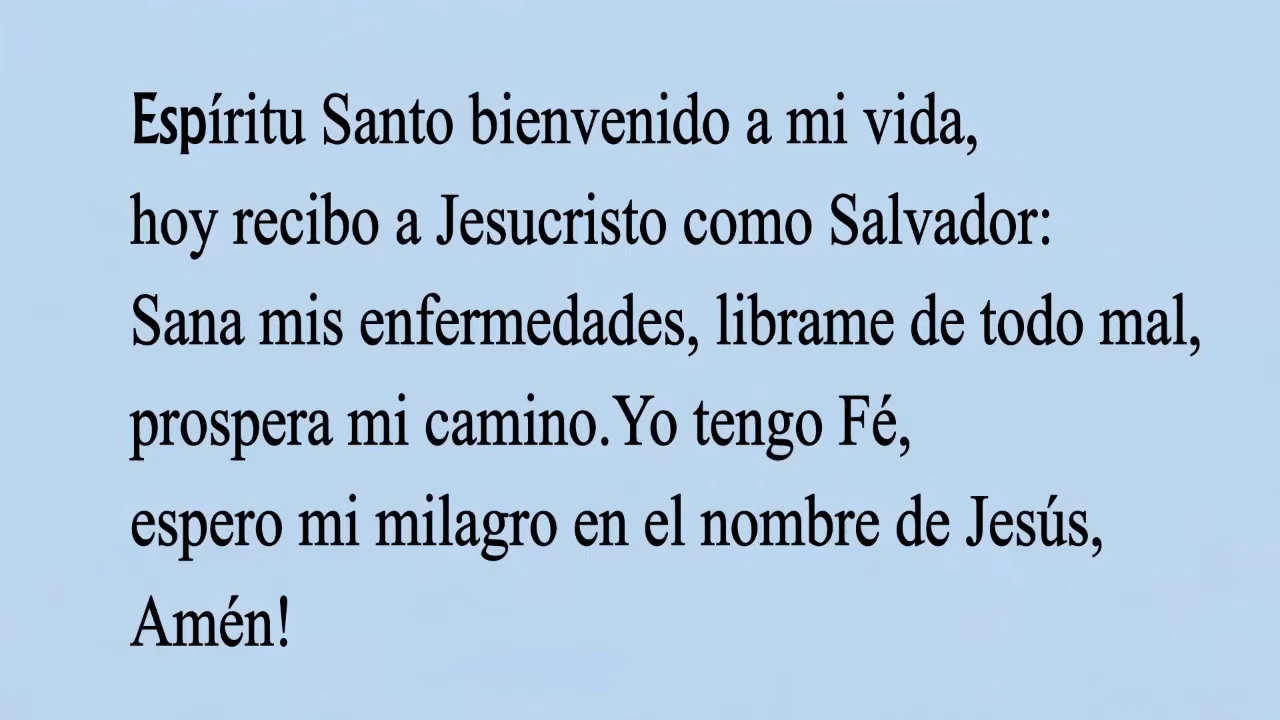 Espíritu Santo bienvenido a mi vida,
hoy recibo a Jesucristo como Salvador:
Sana mis enfermedades, librame de todo mal,
prospera mi camino.Yo tengo Fé,
espero mi milagro en el nombre de Jesús,
Amén!